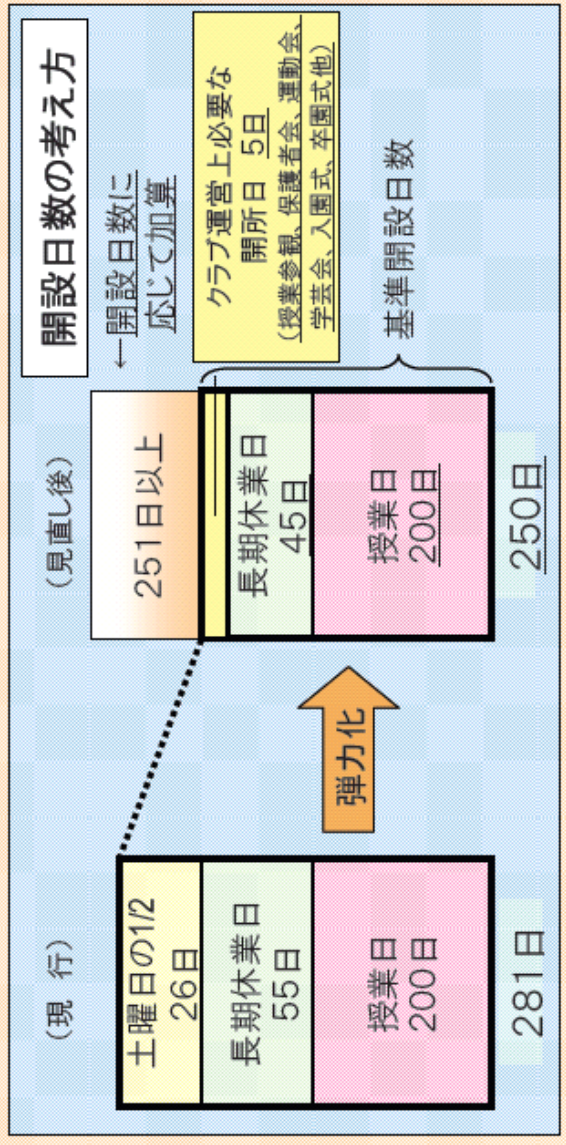 開設日数の考え方
（現　行）
土曜日の1/2
26日
長期休業日
55日
授業日
200日
281日
弾力化
（見直し後）
251日以上
長期休業日
45日
授業日
200日
250日
←開設日数に
応じて加算
クラブ運営上必要な
開所日 5日
（授業参観、保護者会、運動会、
学芸会、入園式、卒園式他）
基準開設日数